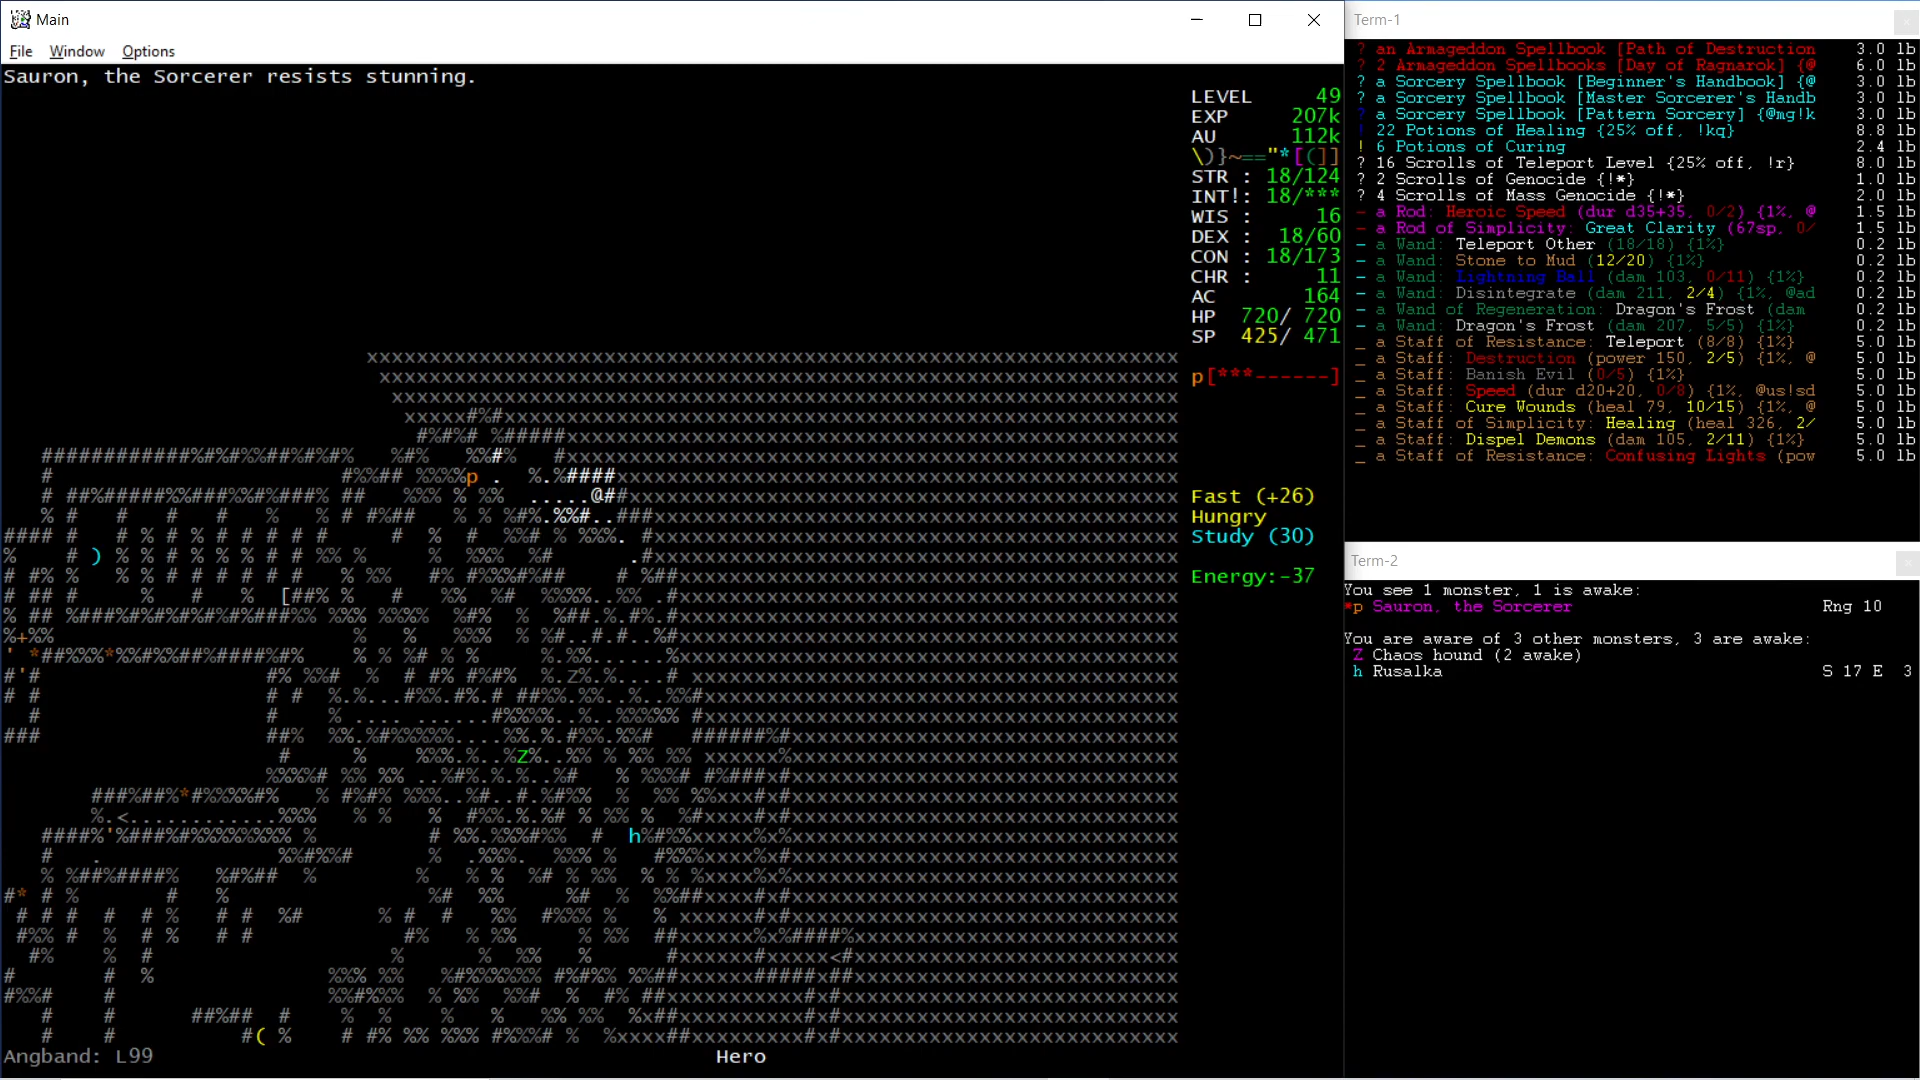 Main
File Window Options
Sauron, the Sorcerer resists stunning.
LEVEL 49
EXP 207k
AU 112k
\)}~=="*[(]]
STR : 18/124
INT!: 18/***
WIS : 16
DEX : 18/60
CON : 18/173
CHR : 11
AC 164
HP 720/ 720
SP 425/ 471
p[***------]
Fast (+26)
Hungry
Study (30)
Energy:-37
Angband: L99
Hero
Term-1
? an Armageddon Spellbook [Path of Destruction 3.0 lb
? 2 Armageddon Spellbooks [Day of Ragnarok] {@ 6.0 lb
? a Sorcery Spellbook [Beginner's Handbook] {@ 3.0 lb
? a Sorcery Spellbook [Master Sorcerer's Handb 3.0 lb
? a Sorcery Spellbook [Pattern Sorcery] {@mg!k 3.0 lb
! 22 Potions of Healing {25% off, !kq} 8.8 lb
! 6 Potions of Curing 2.4 lb
? 16 Scrolls of Teleport Level {25% off, !r} 8.0 lb
? 2 Scrolls of Genocide {!*} 1.0 lb
? 4 Scrolls of Mass Genocide {!*} 2.0 lb
- a Rod: Heroic Speed (dur d35+35, 0/2) {1%, @ 1.5 lb
- a Rod of Simplicity: Great Clarity (67sp, 0/ 1.5 lb
- a Wand: Teleport Other (18/18) {1%} 0.2 lb
- a Wand: Stone to Mud (12/20) {1%} 0.2 lb
- a Wand: Lightning Ball (dam 103, 0/11) {1%} 0.2 lb
- a Wand: Disintegrate (dam 211, 2/4) {1%, @ad 0.2 lb
- a Wand of Regeneration: Dragon's Frost (dam 0.2 lb
- a Wand: Dragon's Frost (dam 207, 5/5) {1%} 0.2 lb
_ a Staff of Resistance: Teleport (8/8) {1%} 5.0 lb
_ a Staff: Destruction (power 150, 2/5) {1%, @ 5.0 lb
_ a Staff: Banish Evil (0/5) {1%} 5.0 lb
_ a Staff: Speed (dur d20+20, 0/8) {1%, @us!sd 5.0 lb
_ a Staff: Cure Wounds (heal 79, 10/15) {1%, @ 5.0 lb
_ a Staff of Simplicity: Healing (heal 326, 2/ 5.0 lb
_ a Staff: Dispel Demons (dam 105, 2/11) {1%} 5.0 lb
_ a Staff of Resistance: Confusing Lights (pow 5.0 lb
Term-2
You see 1 monster, 1 is awake:
*p Sauron, the Sorcerer Rng 10
You are aware of 3 other monsters, 3 are awake:
Z Chaos hound (2 awake)
h Rusalka S 17 E 3